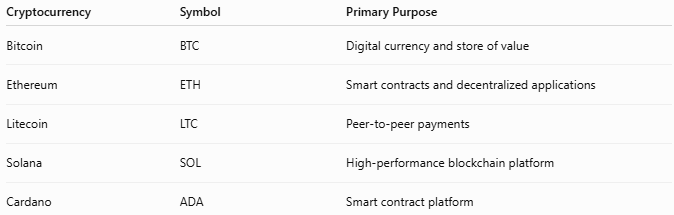 Cryptocurrency Symbol Primary Purpose
Bitcoin BTC Digital currency and store of value
Ethereum ETH Smart contracts and decentralized applications
Litecoin LTC Peer-to-peer payments
Solana SOL High-performance blockchain platform
Cardano ADA Smart contract platform